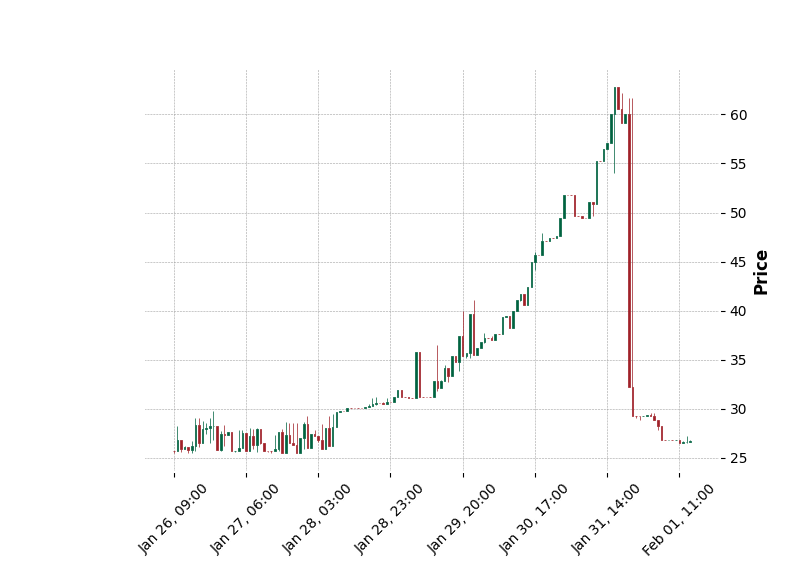 60
55
50
45
40
35
30
25
Price
Jan 26, 09:00
Jan 27, 06:00
Jan 28, 03:00
Jan 28, 23:00
Jan 29, 20:00
Jan 30, 17:00
Jan 31, 14:00
Feb 01, 11:00